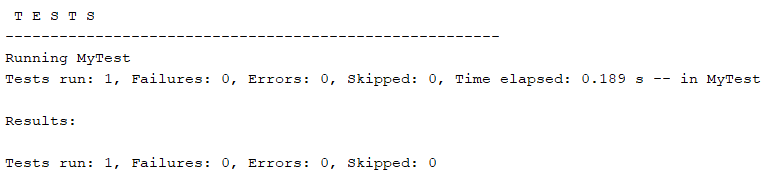 T E S T S
-------------------------------------------------------
Running MyTest
Tests run: 1, Failures: 0, Errors: 0, Skipped: 0, Time elapsed: 0.189 s -- in MyTest
Results:
Tests run: 1, Failures: 0, Errors: 0, Skipped: 0